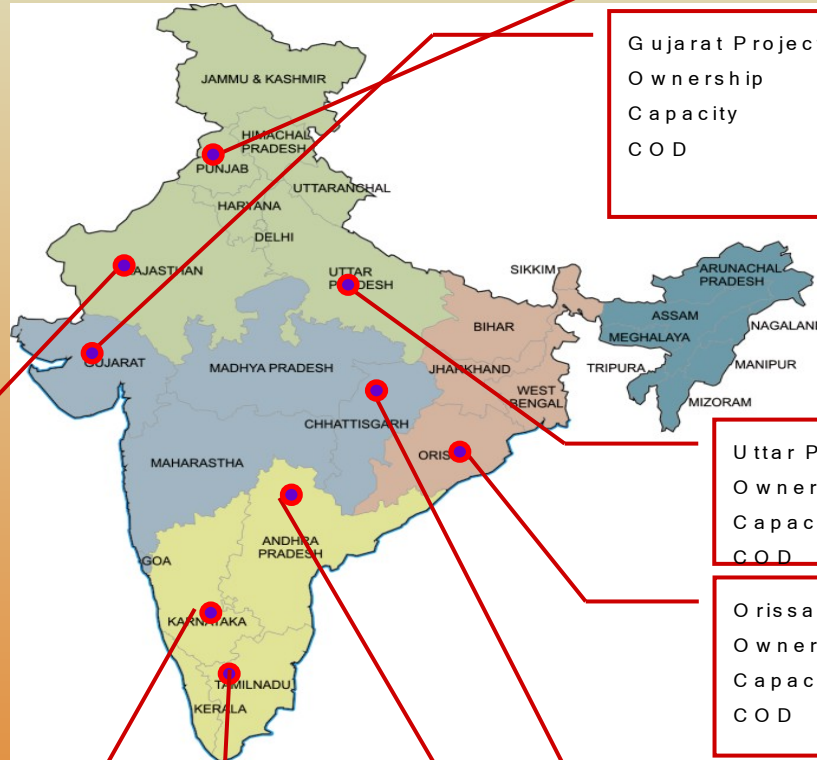 Gujarat Projec
Ownership
Capacity
COD
JAMMU & KASHMIR
HIMACHAL
PRADESH
PUNJAB
UTTARANCHAL
HARYANA
DELHI
RAJASTHAN
UTTAR
PRADESH
SIKKIM
ARUNACHAL
PRADESH
ASSAM
NAGALAN
MEGHALAYA
BIHAR
GUJARAT
MADHYA PRADESH
JHARKHAND
TRIPURA
MANIPUR
WEST
BENGAL
MIZORAM
CHHATTISGARH
MAHARASTHA
ORISSA
Uttar P
Owner
Capac
COD
ANDHRA
PRADESH
GOA
Orissa
Owner
Capac
COD
KARNATAKA
TAMILNADU
KERALA